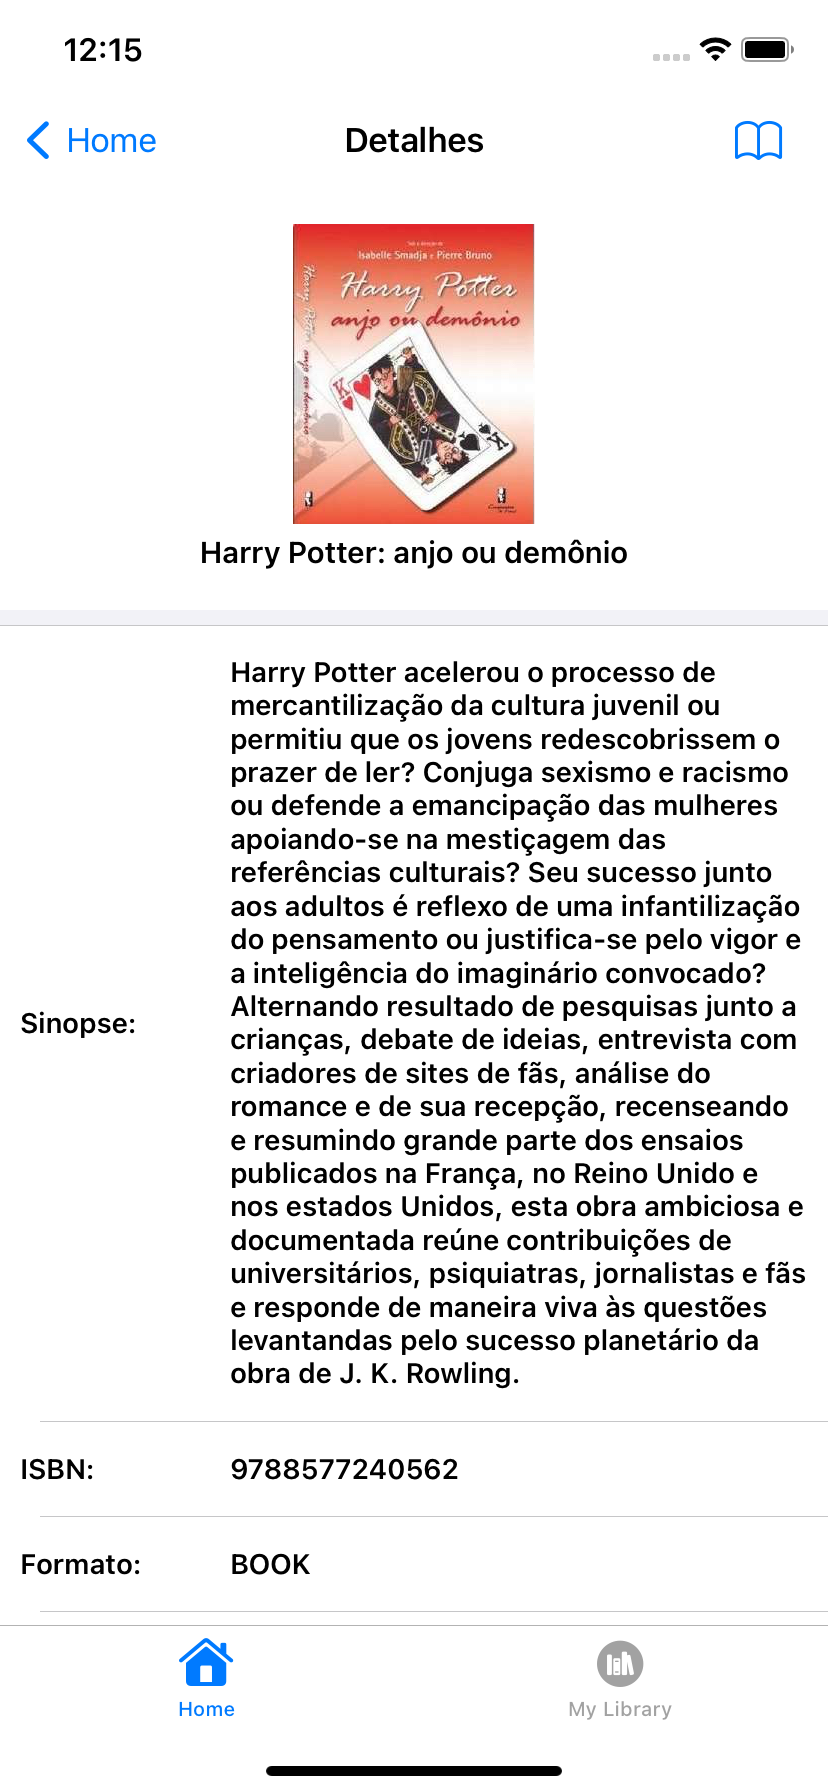 12:15
Home
Detalhes
Isabelle Smadja e Pierre Bruno
Harry Potter
anjo ou demônio
Harry Potter anjo ou demônio
K
K
Harry Potter: anjo ou demônio
Sinopse:
Harry Potter acelerou o processo de
mercantilização da cultura juvenil ou
permitiu que os jovens redescobrissem o
prazer de ler? Conjuga sexismo e racismo
ou defende a emancipação das mulheres
apoiando-se na mestiçagem das
referências culturais? Seu sucesso junto
aos adultos é reflexo de uma infantilização
do pensamento ou justifica-se pelo vigor e
a inteligência do imaginário convocado?
Alternando resultado de pesquisas junto a
crianças, debate de ideias, entrevista com
criadores de sites de fãs, análise do
romance e de sua recepção, recenseando
e resumindo grande parte dos ensaios
publicados na França, no Reino Unido e
nos estados Unidos, esta obra ambiciosa e
documentada reúne contribuições de
universitários, psiquiatras, jornalistas e fãs
e responde de maneira viva às questões
levantandas pelo sucesso planetário da
obra de J. K. Rowling.
ISBN:
9788577240562
Formato:
BOOK
Home
My Library